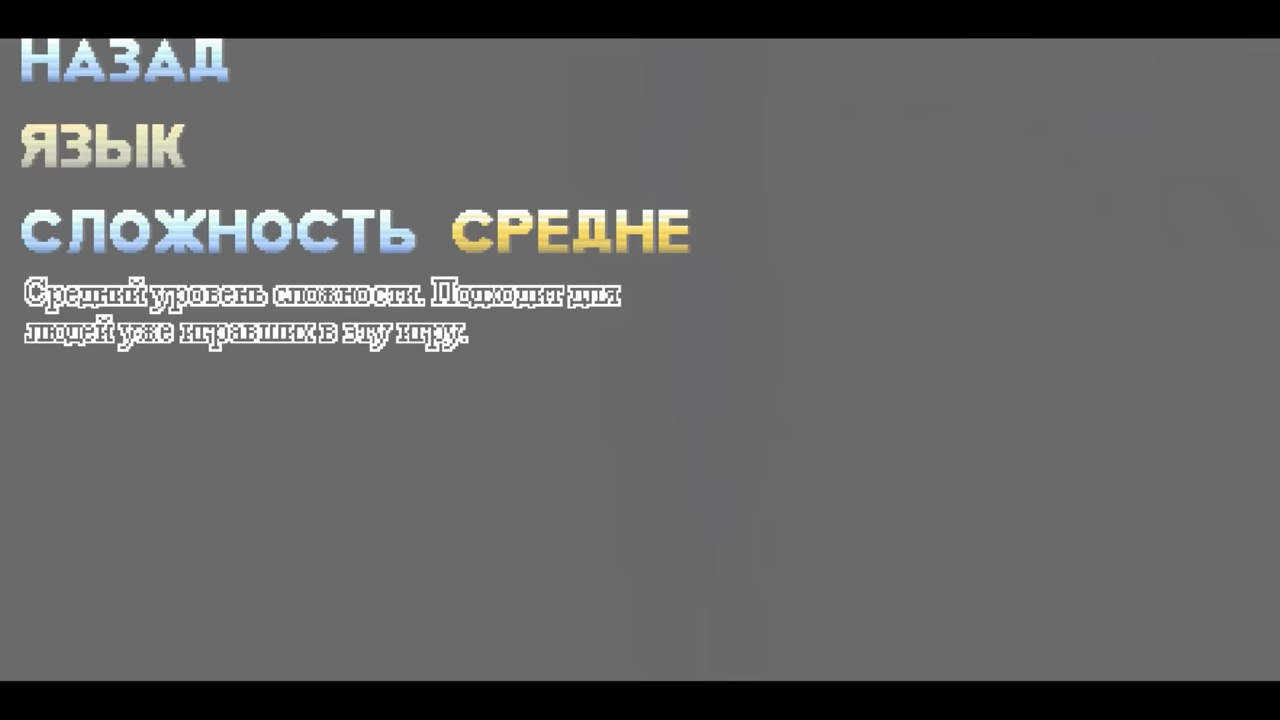 НАЗАД
ЯЗЫК
СЛОЖНОСТЬ СРЕДНЕ
Средний уровень сложности. Подходит для
людей уже игравших в эту игру.